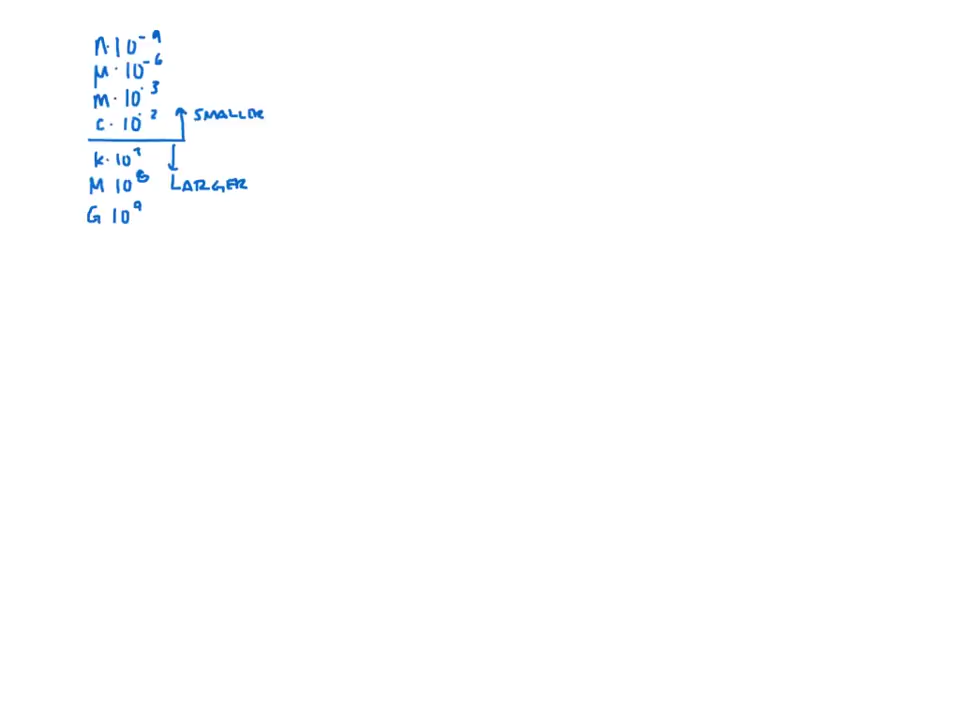 n·10⁻⁹
μ·10⁻⁶
m·10⁻³
c·10⁻² SMALLER
k·10³
M 10⁶ LARGER
G 10⁹